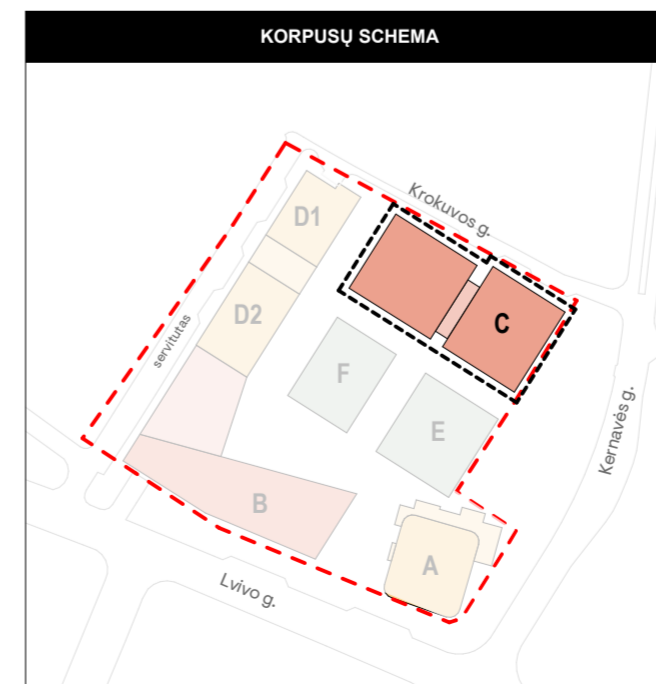 KORPUSŲ SCHEMA
Krokuvos g.
D1
C
D2
servitutas
F
E
Kernavės g.
B
A
Lvivo g.